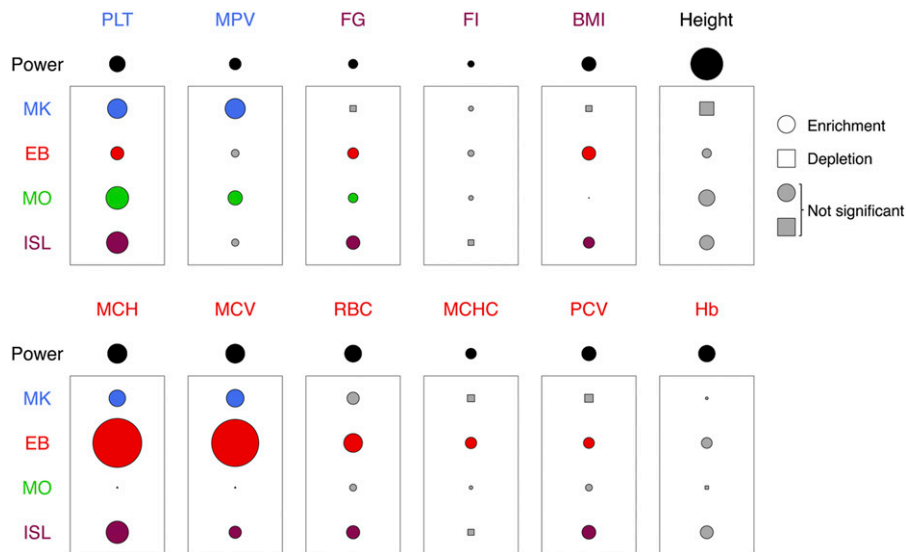 PLT MPV FG FI BMI Height
Power
MK
EB
MO
ISL
Enrichment
Depletion
Not significant
MCH MCV RBC MCHC PCV Hb
Power
MK
EB
MO
ISL